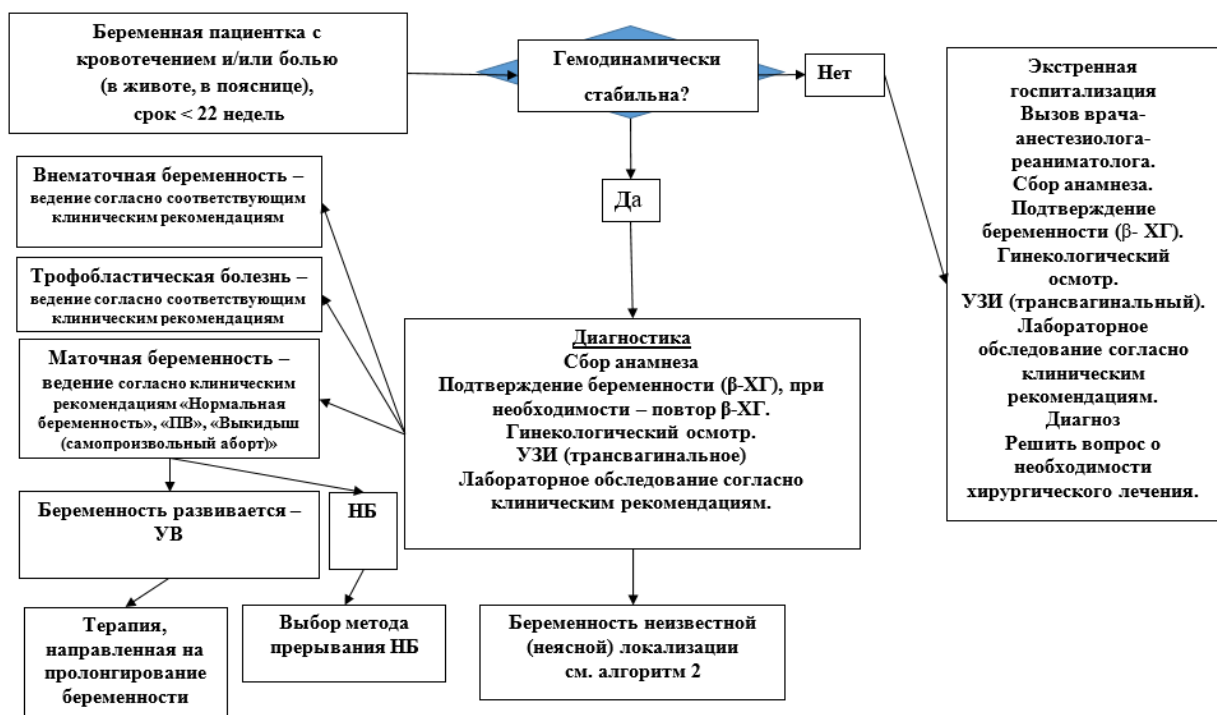 Беременная пациентка с
кровотечением и/или болью
(в животе, в пояснице),
срок < 22 недель
Гемодинамически
стабильна?
Нет
Экстренная
госпитализация
Вызов врача-
анестезиолога-
реаниматолога.
Сбор анамнеза.
Подтверждение
беременности (β- ХГ).
Гинекологический
осмотр.
УЗИ (трансвагинальный).
Лабораторное
обследование согласно
клиническим
рекомендациям.
Диагноз
Решить вопрос о
необходимости
хирургического лечения.
Да
Внематочная беременность –
ведение согласно соответствующим
клиническим рекомендациям
Трофобластическая болезнь –
ведение согласно соответствующим
клиническим рекомендациям
Маточная беременность –
ведение согласно клиническим
рекомендациям «Нормальная
беременность», «ПВ», «Выкидыш
(самопроизвольный аборт)»
Диагностика
Сбор анамнеза
Подтверждение беременности (β-ХГ), при
необходимости – повтор β-ХГ.
Гинекологический осмотр.
УЗИ (трансвагинальное)
Лабораторное обследование согласно
клиническим рекомендациям.
Беременность развивается –
УВ
НБ
Терапия,
направленная на
пролонгирование
беременности
Выбор метода
прерывания НБ
Беременность неизвестной
(неясной) локализации
см. алгоритм 2